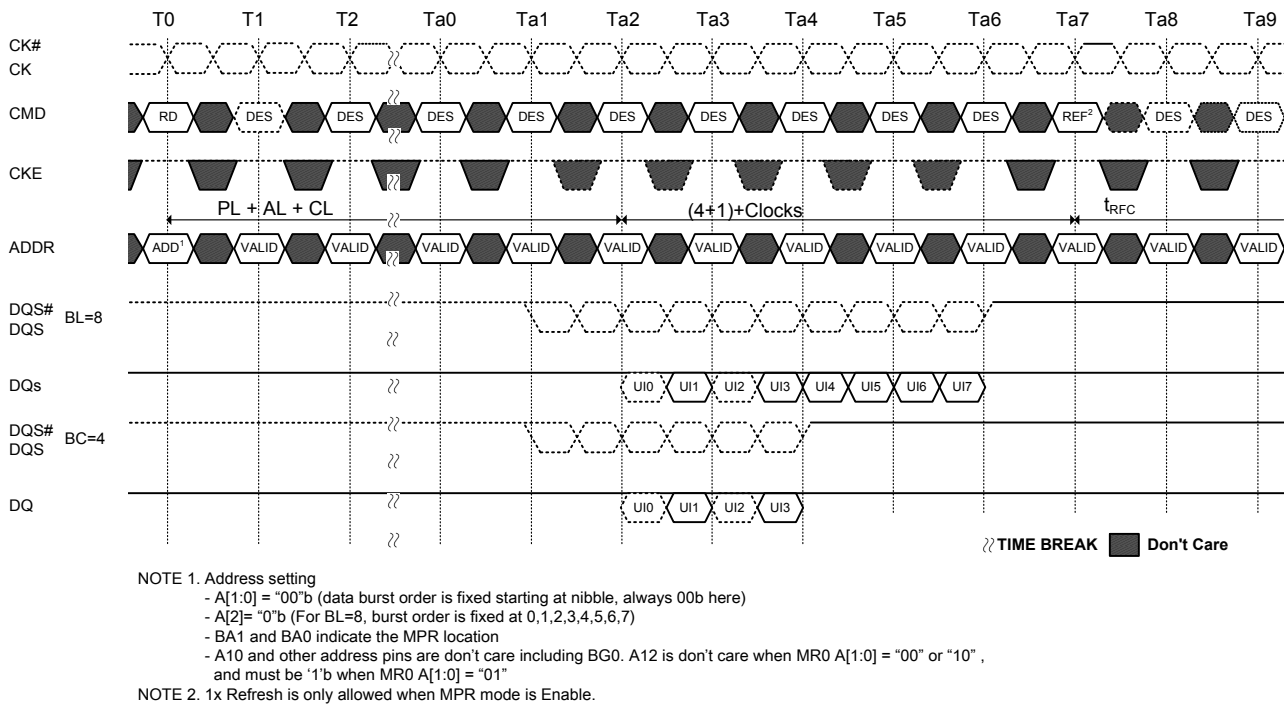 T0 T1 T2 Ta0 Ta1 Ta2 Ta3 Ta4 Ta5 Ta6 Ta7 Ta8 Ta9
CK#
CK
CMD RD DES DES DES DES DES DES DES DES DES REF2 DES DES
CKE
PL + AL + CL (4+1)+Clocks tRFC
ADDR ADD1 VALID VALID VALID VALID VALID VALID VALID VALID VALID VALID VALID VALID
DQS# BL=8
DQS
DQs UI0 UI1 UI2 UI3 UI4 UI5 UI6 UI7
DQS# BC=4
DQS
DQ UI0 UI1 UI2 UI3
TIME BREAK Don't Care
NOTE 1. Address setting
- A[1:0] = “00”b (data burst order is fixed starting at nibble, always 00b here)
- A[2]= “0”b (For BL=8, burst order is fixed at 0,1,2,3,4,5,6,7)
- BA1 and BA0 indicate the MPR location
- A10 and other address pins are don’t care including BG0. A12 is don’t care when MR0 A[1:0] = “00” or “10” ,
and must be ‘1’b when MR0 A[1:0] = “01”
NOTE 2. 1x Refresh is only allowed when MPR mode is Enable.